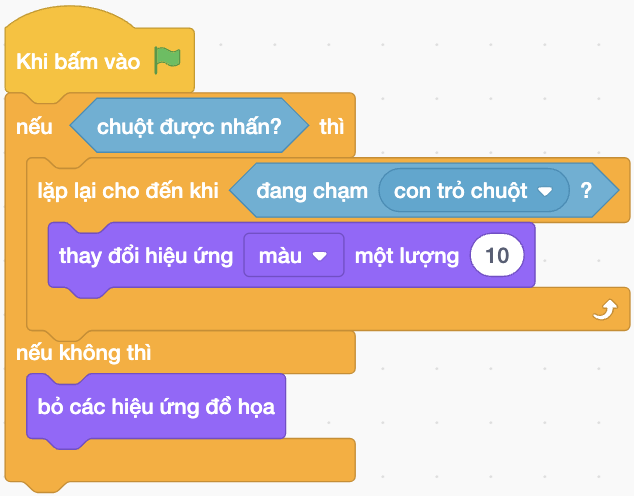 Khi bấm vào
nếu chuột được nhấn? thì
lặp lại cho đến khi đang chạm con trỏ chuột ?
thay đổi hiệu ứng màu một lượng 10
nếu không thì
bỏ các hiệu ứng đồ họa